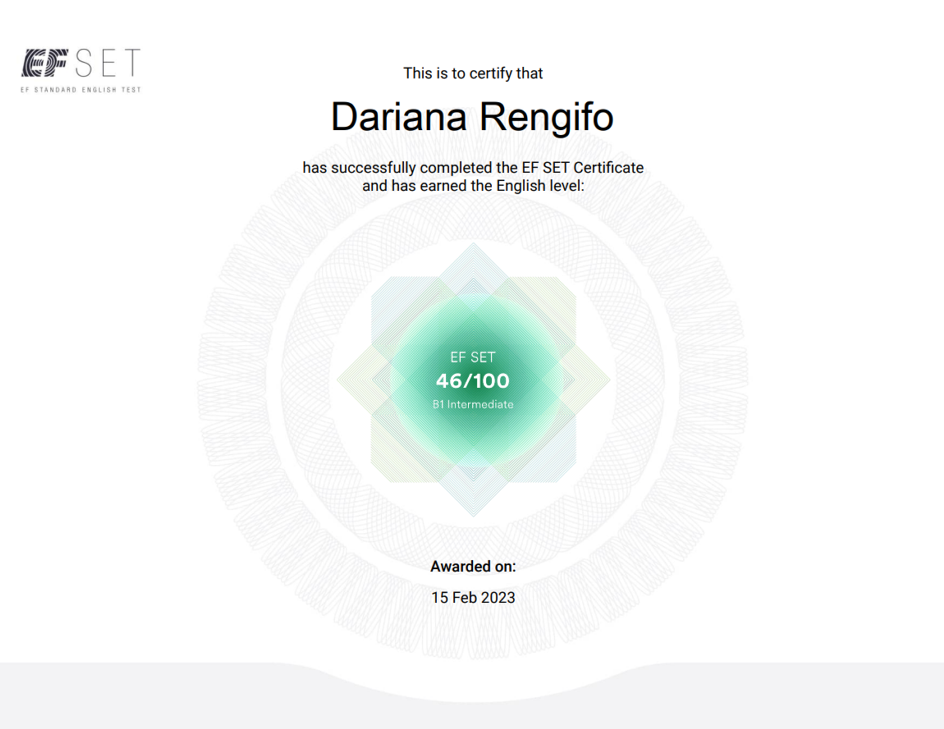 EF SET
EF STANDARD ENGLISH TEST
This is to certify that
Dariana Rengifo
has successfully completed the EF SET Certificate
and has earned the English level:
EF SET
46/100
B1 Intermediate
Awarded on:
15 Feb 2023